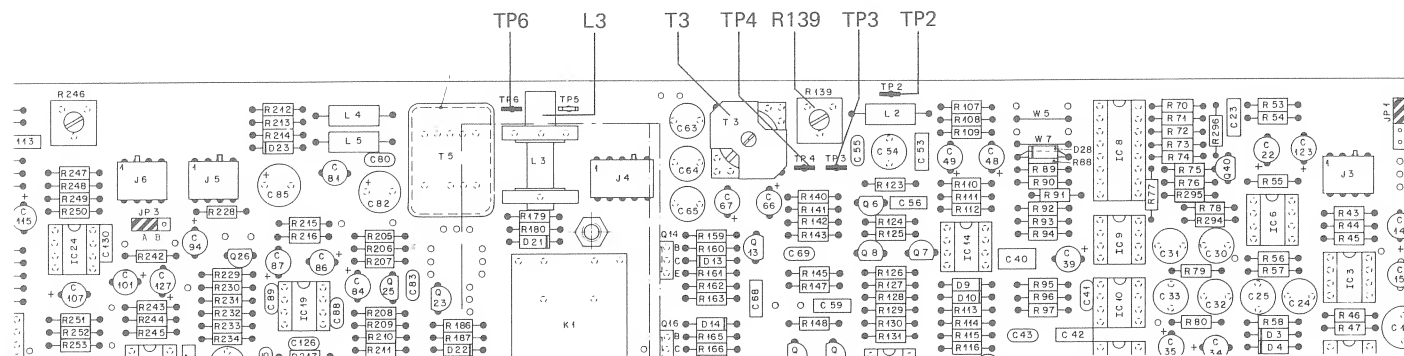 TP6 L3 T3 TP4 R139 TP3 TP2
R246
TP6
TP5
R139
TP2
113
R212
R213
R214
D23
L4
L5
C80
C81
T5
L3
J4
C63
C64
C65
T3
TP4
TP3
L2
C55
C54
C53
C49
C48
R107
R108
R109
W5
W7
D28
R88
R89
R90
R91
R92
R93
R94
IC8
R70
R71
R72
R73
R74
R75
R76
R295
R296
R77
R78
R294
C23
R53
R54
C22
C123
Q40
R55
JP1
J3
R247
R248
R249
R250
J6
J5
JP3
A B
R228
C85
C82
C115
IC24
C130
R242
C94
R215
R216
R205
R206
R207
R179
R180
D21
Q14
B
C
E
R159
R160
D13
R161
R162
R163
C67
C66
Q13
C68
C69
R140
R141
R142
R143
R145
R147
C59
R148
R123
Q6
C56
R124
R125
Q8
Q7
R126
R127
R128
R129
R130
R131
R110
R111
R112
IC14
D9
D10
R113
R114
R115
R116
C40
C39
R95
R96
R97
C41
C43
C42
IC9
IC10
C31
C30
R79
C33
C32
R80
C35
C34
IC6
R56
R57
C25
C24
R58
D3
D4
R43
R44
R45
IC3
R46
R47
C107
C101
C127
R243
R244
R245
R251
R252
R253
Q26
R229
R230
R231
R232
R233
R234
C87
C86
C89
IC19
C88
C126
R217
C84
Q25
C83
Q23
R208
R209
R210
R211
R186
R187
D22
K1
Q16
B
C
D14
R165
R166